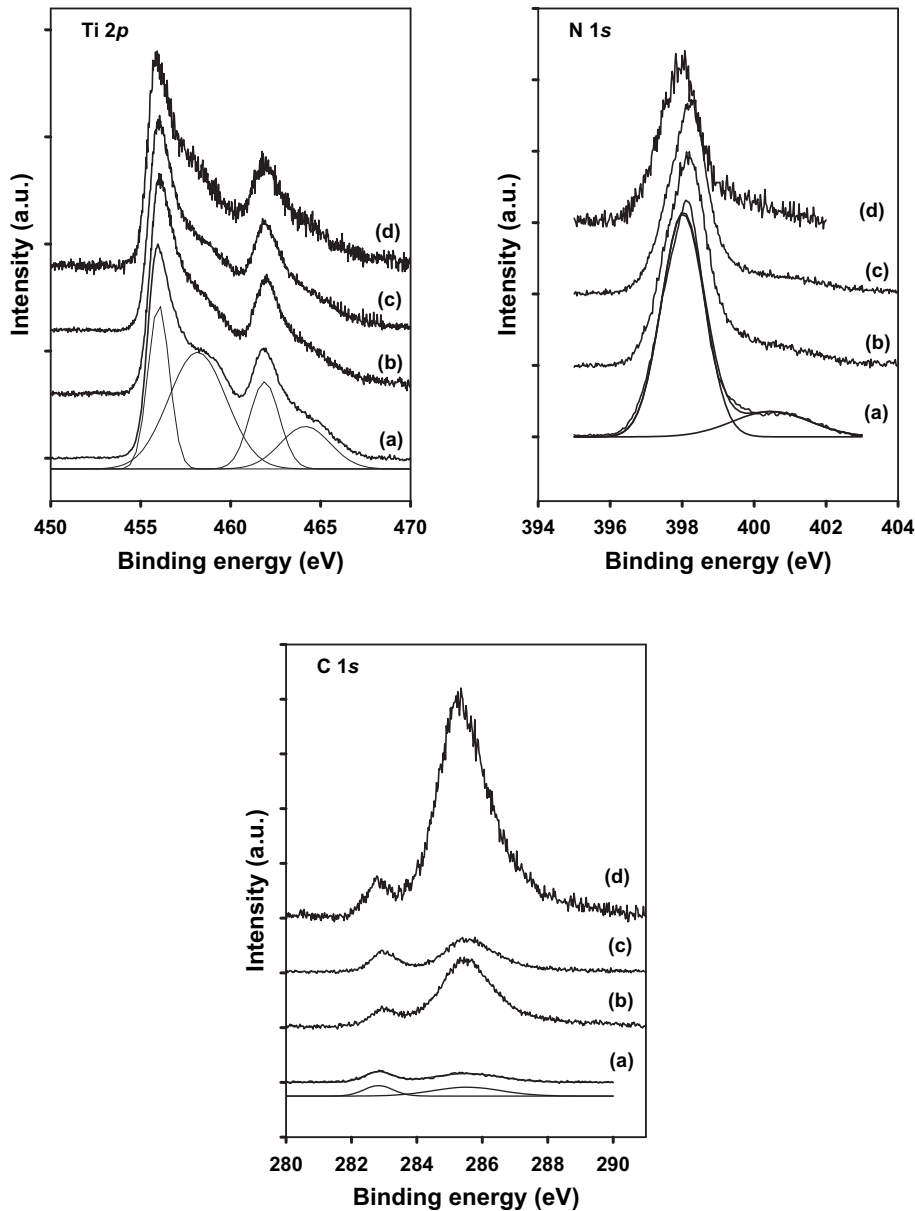 Ti 2p
Intensity (a.u.)
(d)
(c)
(b)
(a)
450 455 460 465 470
Binding energy (eV)
N 1s
Intensity (a.u.)
(d)
(c)
(b)
(a)
394 396 398 400 402 404
Binding energy (eV)
C 1s
Intensity (a.u.)
(d)
(c)
(b)
(a)
280 282 284 286 288 290
Binding energy (eV)